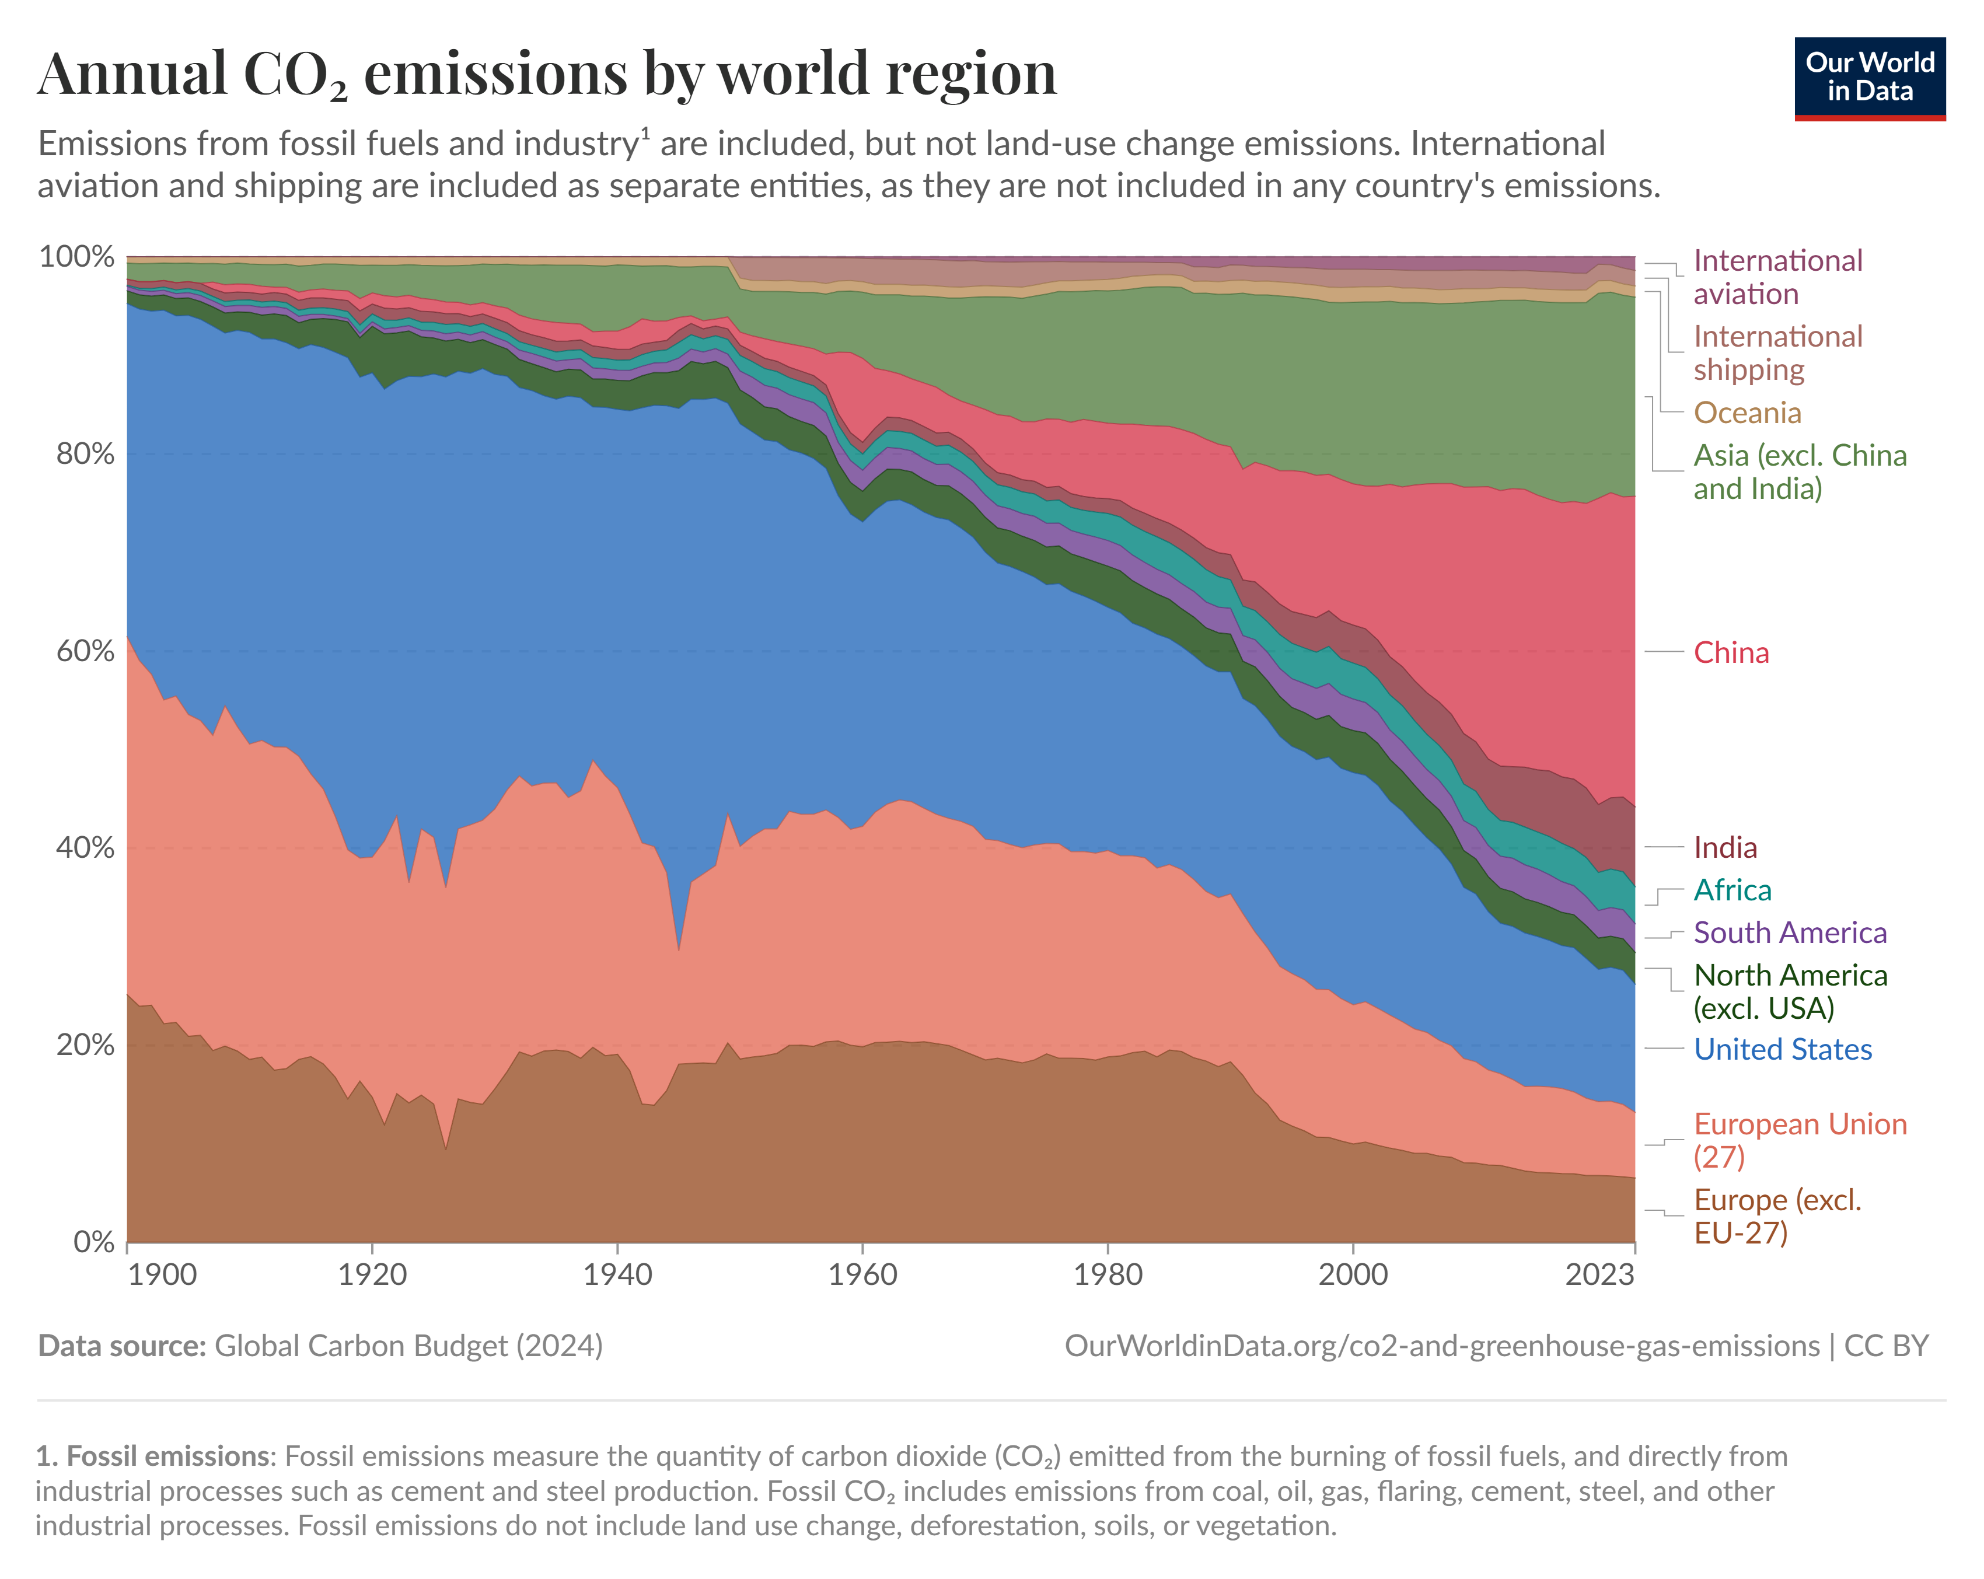 Annual CO₂ emissions by world region
Our World
in Data
Emissions from fossil fuels and industry¹ are included, but not land-use change emissions. International
aviation and shipping are included as separate entities, as they are not included in any country's emissions.
100%
80%
60%
40%
20%
0%
1900
1920
1940
1960
1980
2000
2023
International
aviation
International
shipping
Oceania
Asia (excl. China
and India)
China
India
Africa
South America
North America
(excl. USA)
United States
European Union
(27)
Europe (excl.
EU-27)
Data source: Global Carbon Budget (2024)
OurWorldinData.org/co2-and-greenhouse-gas-emissions | CC BY
1. Fossil emissions: Fossil emissions measure the quantity of carbon dioxide (CO₂) emitted from the burning of fossil fuels, and directly from
industrial processes such as cement and steel production. Fossil CO₂ includes emissions from coal, oil, gas, flaring, cement, steel, and other
industrial processes. Fossil emissions do not include land use change, deforestation, soils, or vegetation.